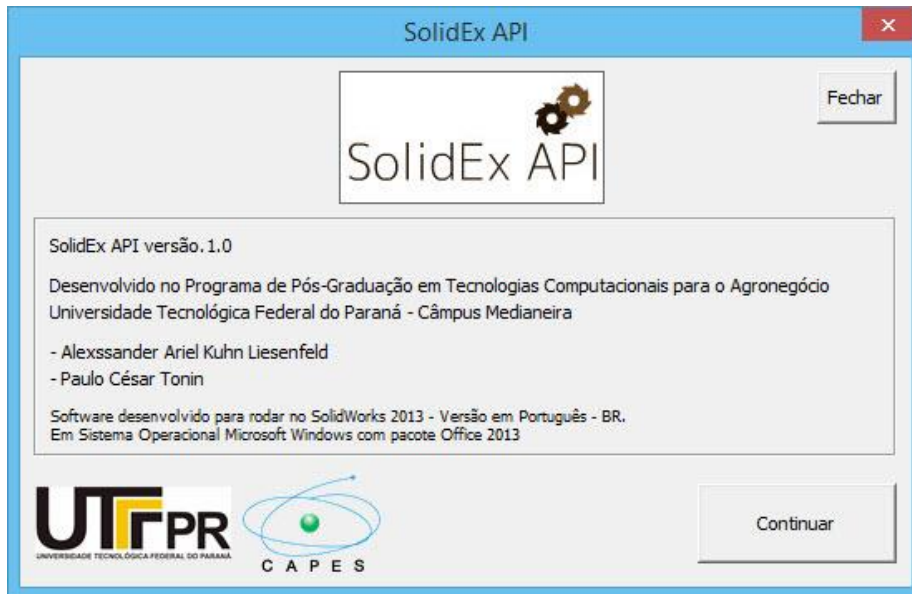 SolidEx API
Fechar
SolidEx API
SolidEx API versão.1.0
Desenvolvido no Programa de Pós-Graduação em Tecnologias Computacionais para o Agronegócio
Universidade Tecnológica Federal do Paraná - Câmpus Medianeira
- Alexssander Ariel Kuhn Liesenfeld
- Paulo César Tonin
Software desenvolvido para rodar no SolidWorks 2013 - Versão em Português - BR.
Em Sistema Operacional Microsoft Windows com pacote Office 2013
UTFPR
UNIVERSIDADE TECNOLÓGICA FEDERAL DO PARANÁ
CAPES
Continuar